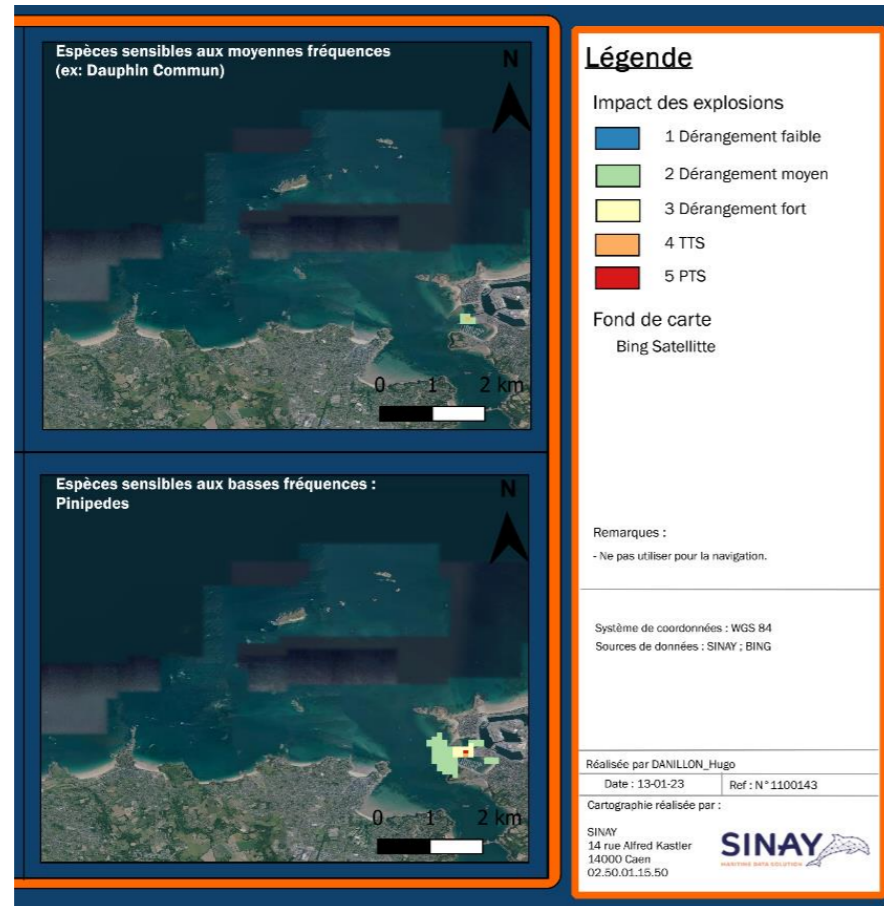 Espèces sensibles aux moyennes fréquences
(ex: Dauphin Commun)
N
0 1 2 km
Espèces sensibles aux basses fréquences :
Pinipedes
N
0 1 2 km
Légende
Impact des explosions
1 Dérangement faible
2 Dérangement moyen
3 Dérangement fort
4 TTS
5 PTS
Fond de carte
Bing Satellitte
Remarques :
- Ne pas utiliser pour la navigation.
Système de coordonnées : WGS 84
Sources de données : SINAY ; BING
Réalisée par DANILLON_Hugo
Date : 13-01-23
Ref : N°1100143
Cartographie réalisée par :
SINAY
14 rue Alfred Kastler
14000 Caen
02.50.01.15.50
SINAY
MARITIME DATA SOLUTION